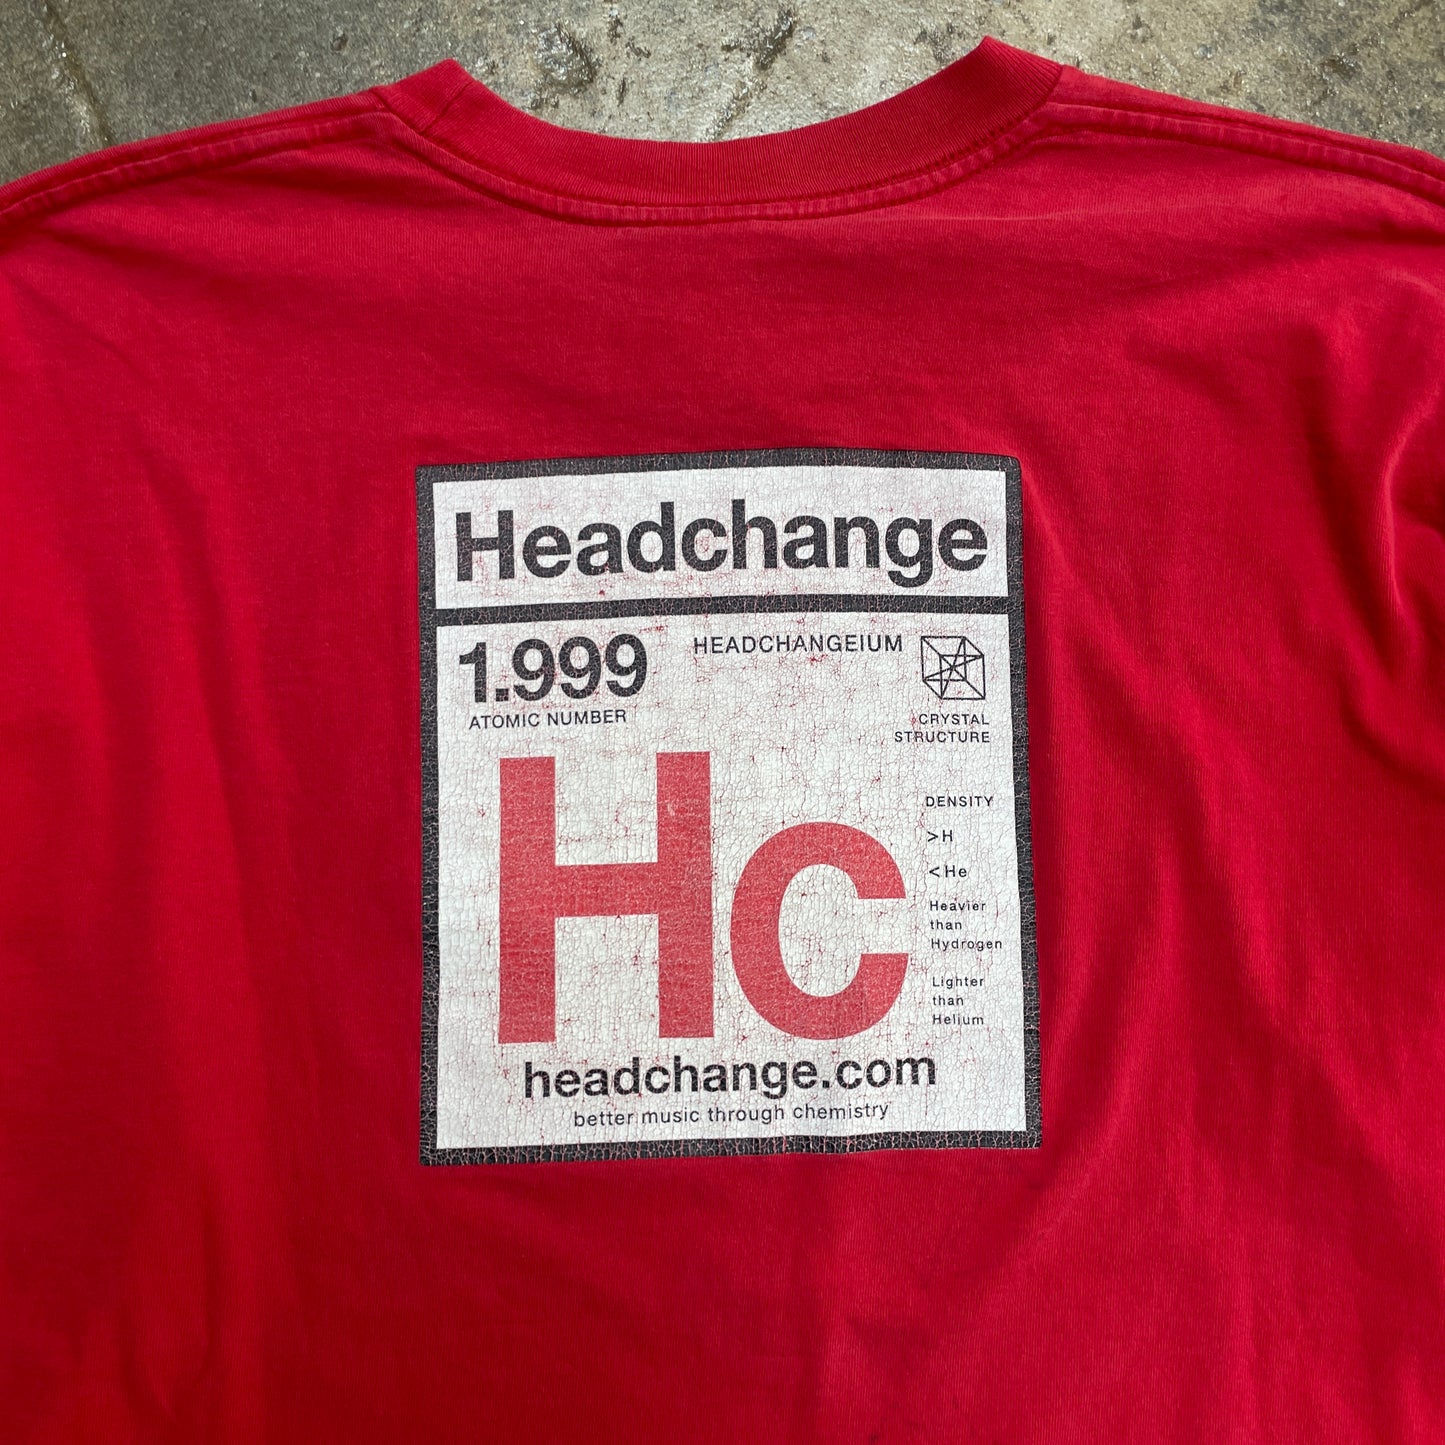 Headchange
1.999
ATOMIC NUMBER
HEADCHANGEIUM
CRYSTAL
STRUCTURE
Hc
DENSITY
>H
<He
Heavier
than
Hydrogen
Lighter
than
Helium
headchange.com
better music through chemistry